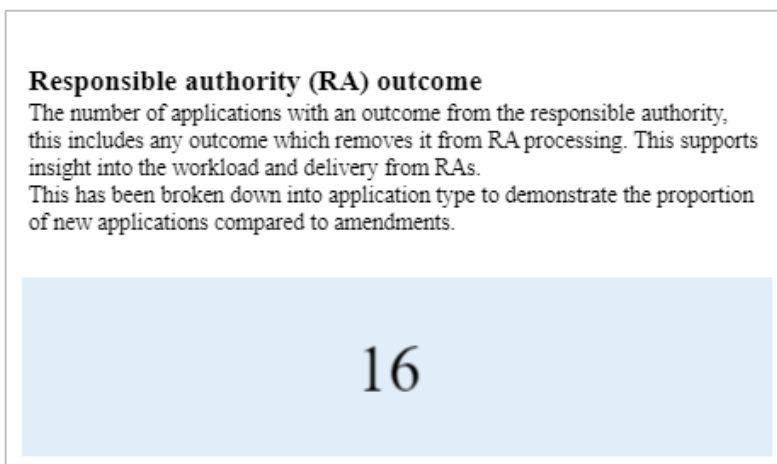 Responsible authority (RA) outcome
The number of applications with an outcome from the responsible authority,
this includes any outcome which removes it from RA processing. This supports
insight into the workload and delivery from RAs.
This has been broken down into application type to demonstrate the proportion
of new applications compared to amendments.
16